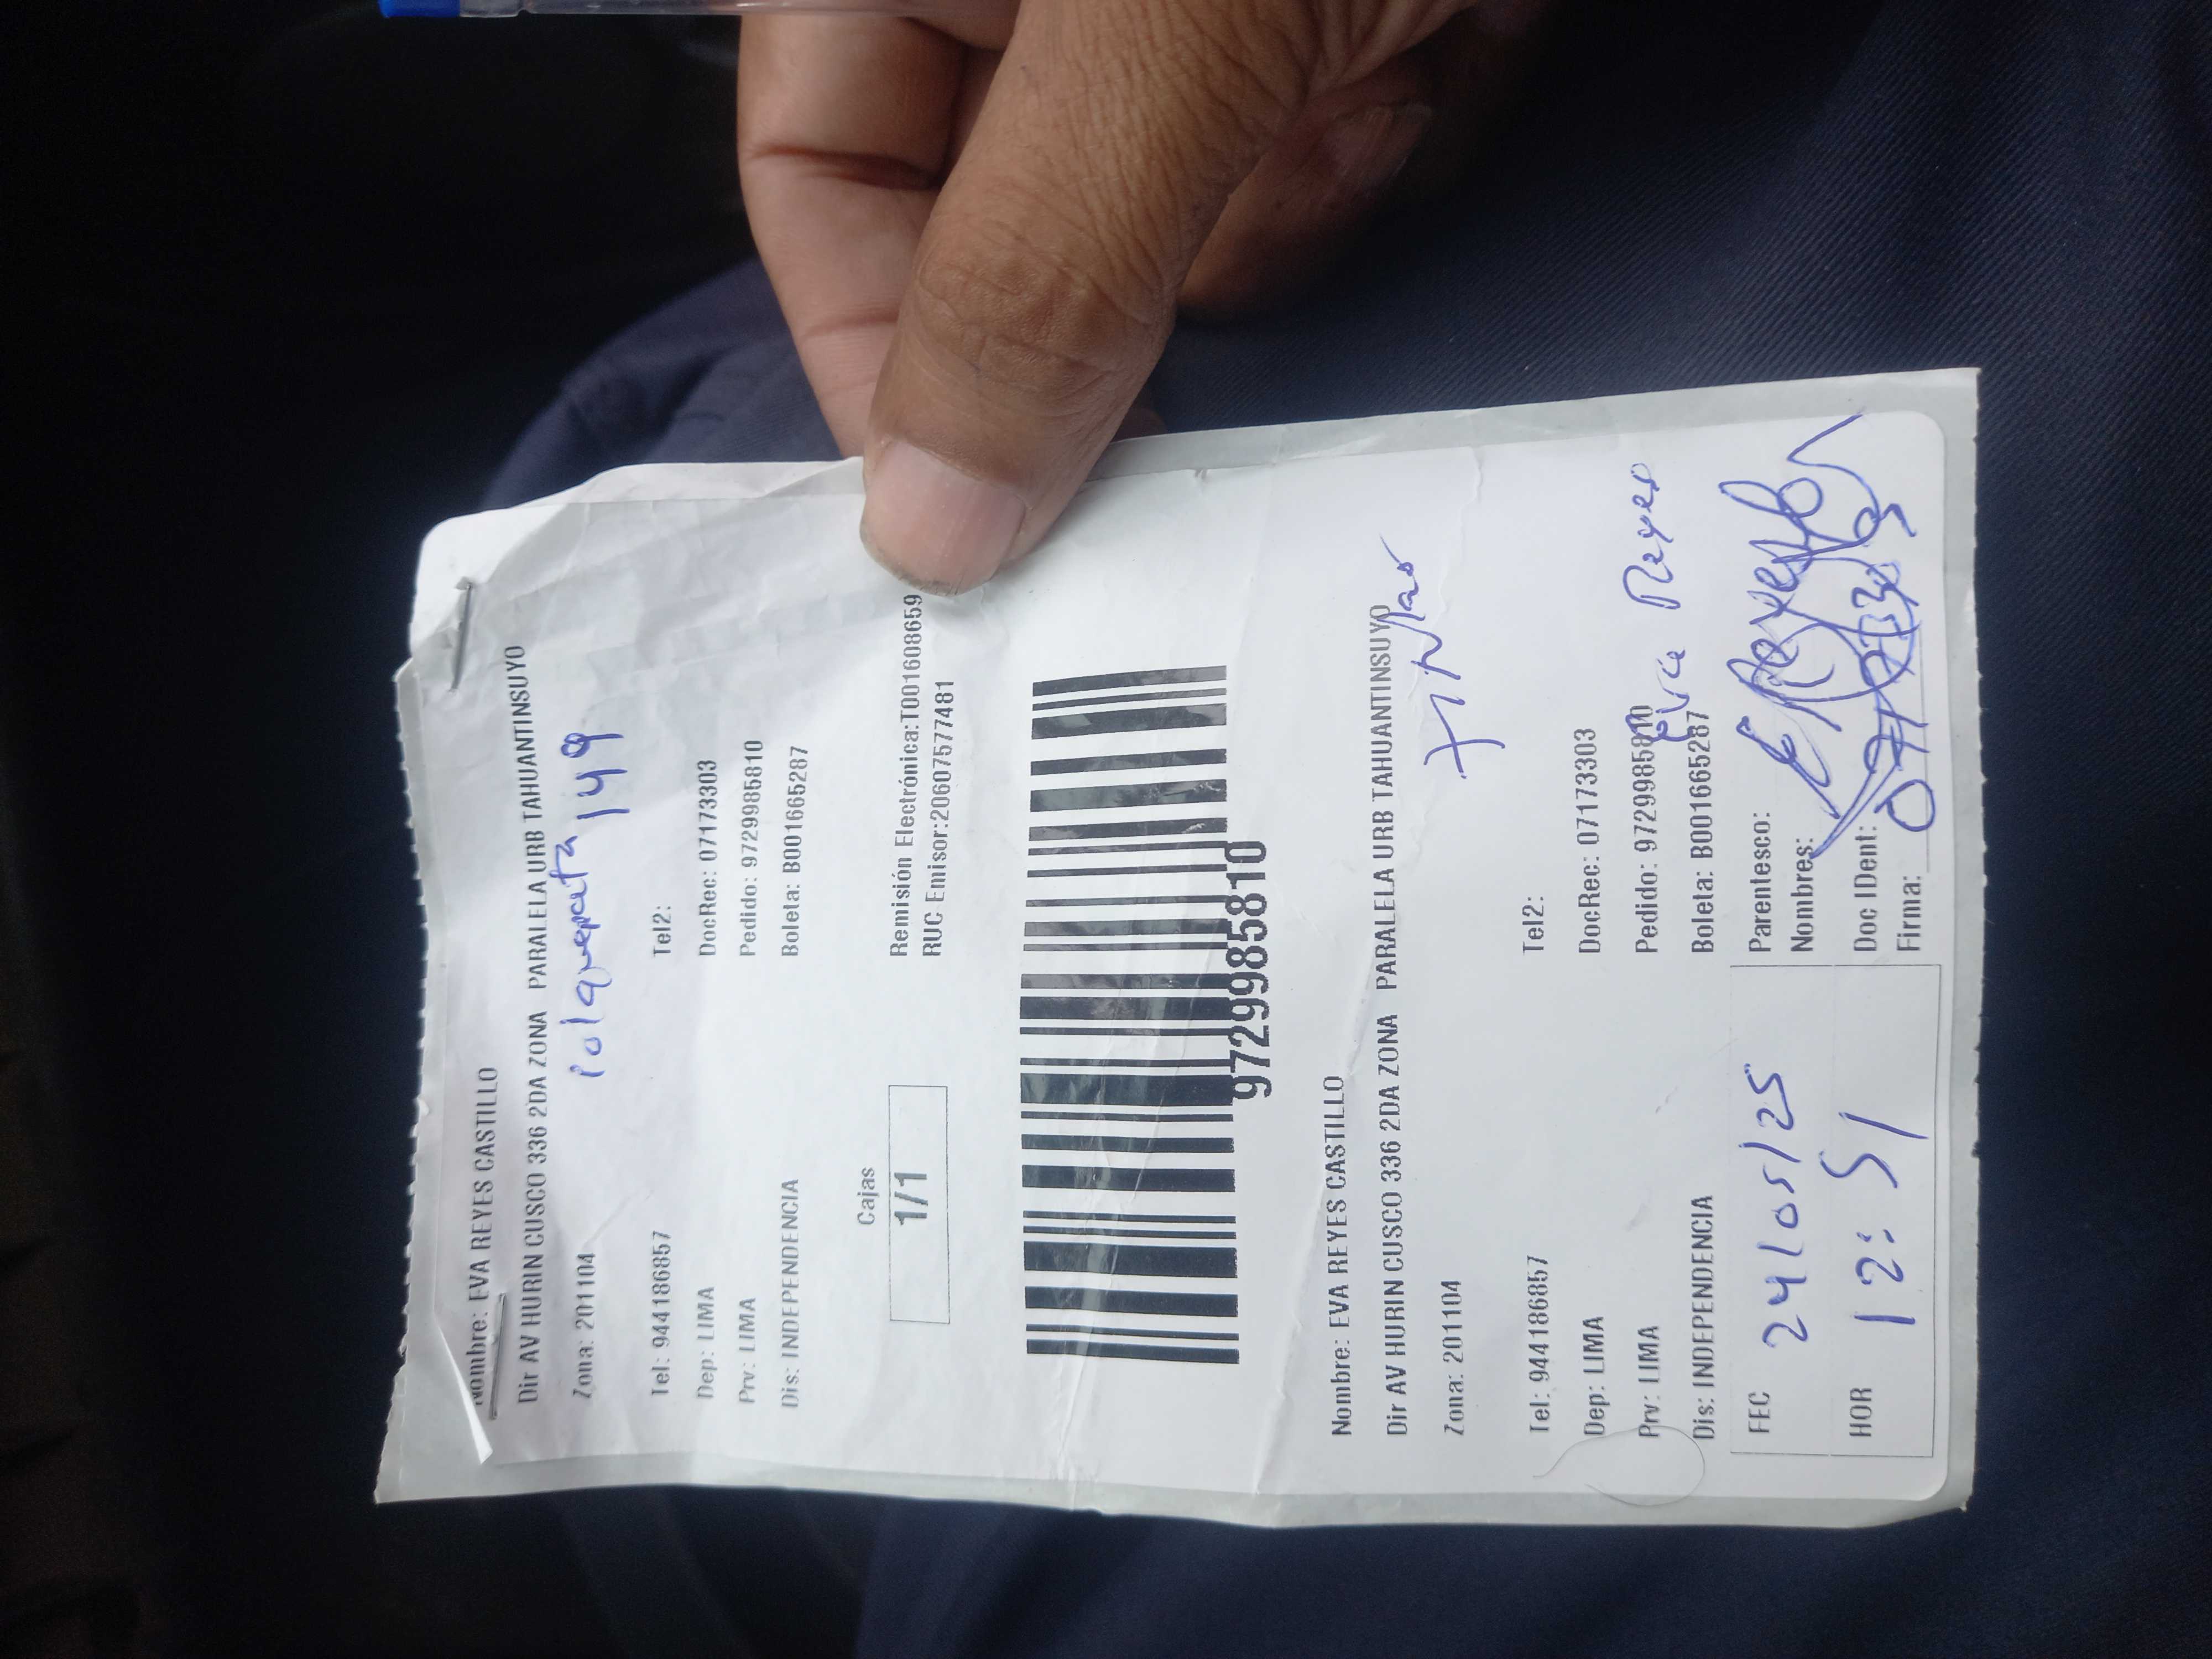 Nombre: EVA REYES CASTILLO
Dir AV HURIN CUSCO 336 2DA ZONA PARALELA URB TAHUANTINSUYO
Zona: 201104
149
Tel: 944186857 Tel2:
Dep: LIMA DocRec: 07173303
Prv: LIMA Pedido: 9729985810
Dis: INDEPENDENCIA Boleta: B001665287
Cajas
1/1
Remisión Electrónica:T001608659
RUC Emisor:20607577481
9729985810
Nombre: EVA REYES CASTILLO
Dir AV HURIN CUSCO 336 2DA ZONA PARALELA URB TAHUANTINSUYO
Zona: 201104
Titular
Tel: 944186857 Tel2:
Dep: LIMA DocRec: 07173303
Prv: LIMA Pedido: 9729985810
Eva Reyes
Dis: INDEPENDENCIA Boleta: B001665287
FEC 24/05/25 Parentesco:
Nombres:
HOR 12:51 Doc IDent:
Firma: